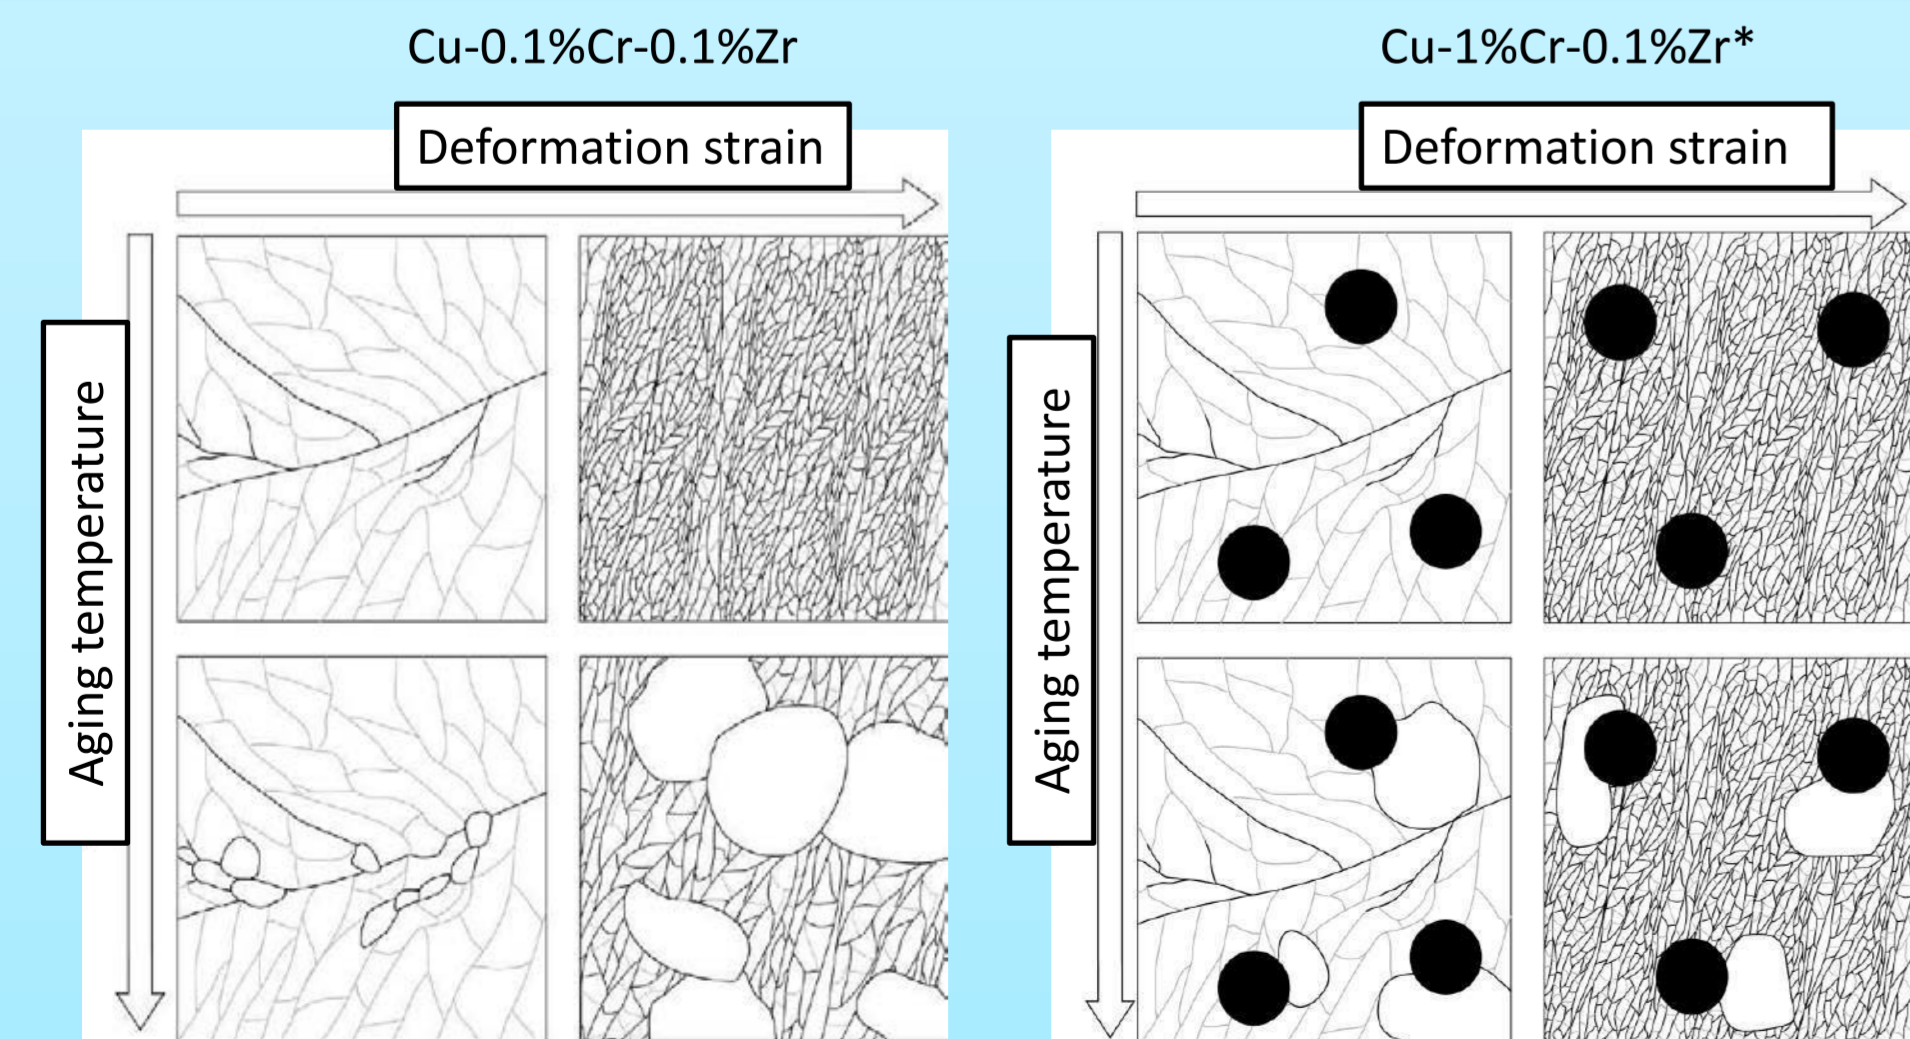 Cu-0.1%Cr-0.1%Zr
Cu-1%Cr-0.1%Zr*
Deformation strain
Deformation strain
Aging temperature
Aging temperature